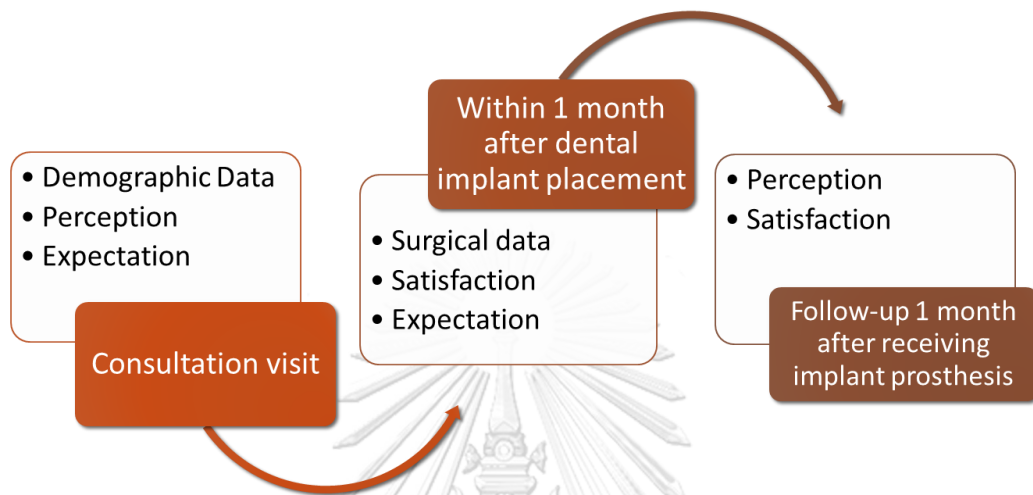 • Demographic Data
• Perception
• Expectation
Consultation visit
Within 1 month
after dental
implant placement
• Surgical data
• Satisfaction
• Expectation
• Perception
• Satisfaction
Follow-up 1 month
after receiving
implant prosthesis